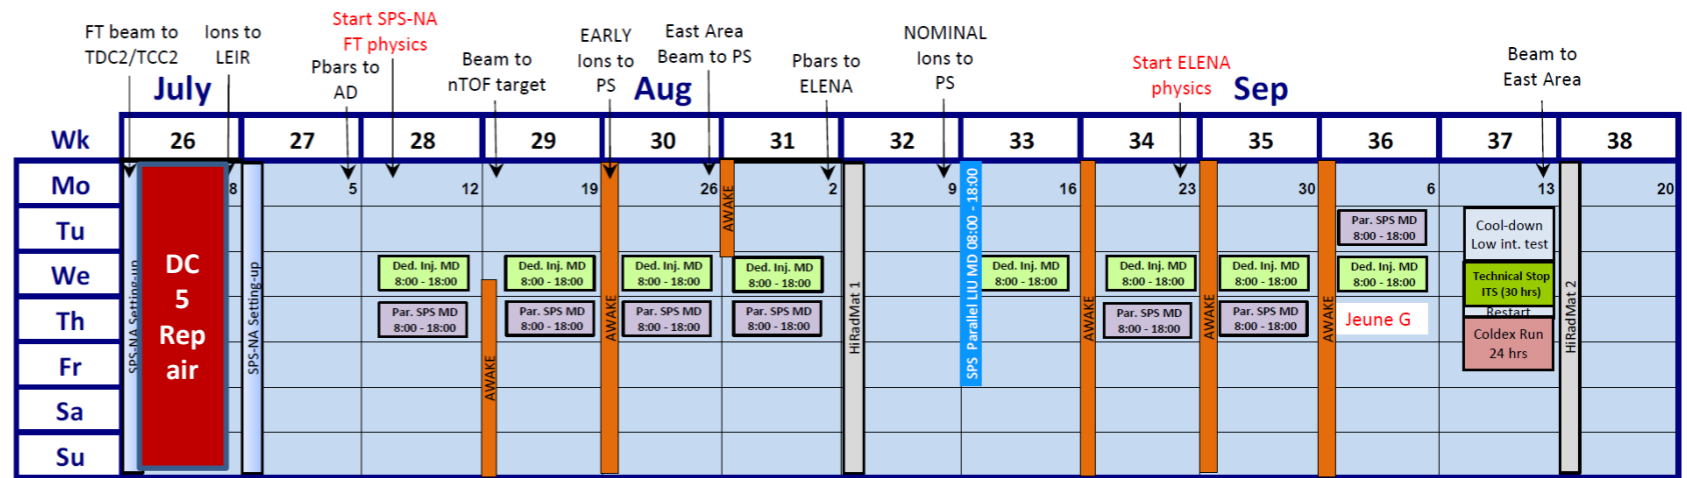 FT beam to
TDC2/TCC2
Ions to
LEIR
Start SPS-NA
FT physics
Pbars to
AD
Beam to
nTOF target
EARLY
Ions to
PS
East Area
Beam to PS
Pbars to
ELENA
NOMINAL
Ions to
PS
Start ELENA
physics
Beam to
East Area
July
Aug
Sep
Wk 26 27 28 29 30 31 32 33 34 35 36 37 38
Mo 8 5 12 19 26 2 9 16 23 30 6 13 20
Tu
We
Th
Fr
Sa
Su
SPS-NA Setting-up
DC
5
Rep
air
SPS-NA Setting-up
Ded. Inj. MD
8:00 - 18:00
Par. SPS MD
8:00 - 18:00
AWAKE
Ded. Inj. MD
8:00 - 18:00
Par. SPS MD
8:00 - 18:00
AWAKE
Ded. Inj. MD
8:00 - 18:00
Par. SPS MD
8:00 - 18:00
AWAKE
Ded. Inj. MD
8:00 - 18:00
Par. SPS MD
8:00 - 18:00
HiRadMat 1
SPS Parallel LIU MD 08:00 - 18:00
Ded. Inj. MD
8:00 - 18:00
AWAKE
Ded. Inj. MD
8:00 - 18:00
Par. SPS MD
8:00 - 18:00
AWAKE
Ded. Inj. MD
8:00 - 18:00
Par. SPS MD
8:00 - 18:00
AWAKE
Par. SPS MD
8:00 - 18:00
Ded. Inj. MD
8:00 - 18:00
Jeune G
Cool-down
Low int. test
Technical Stop
ITS (30 hrs)
Restart
Coldex Run
24 hrs
HiRadMat 2